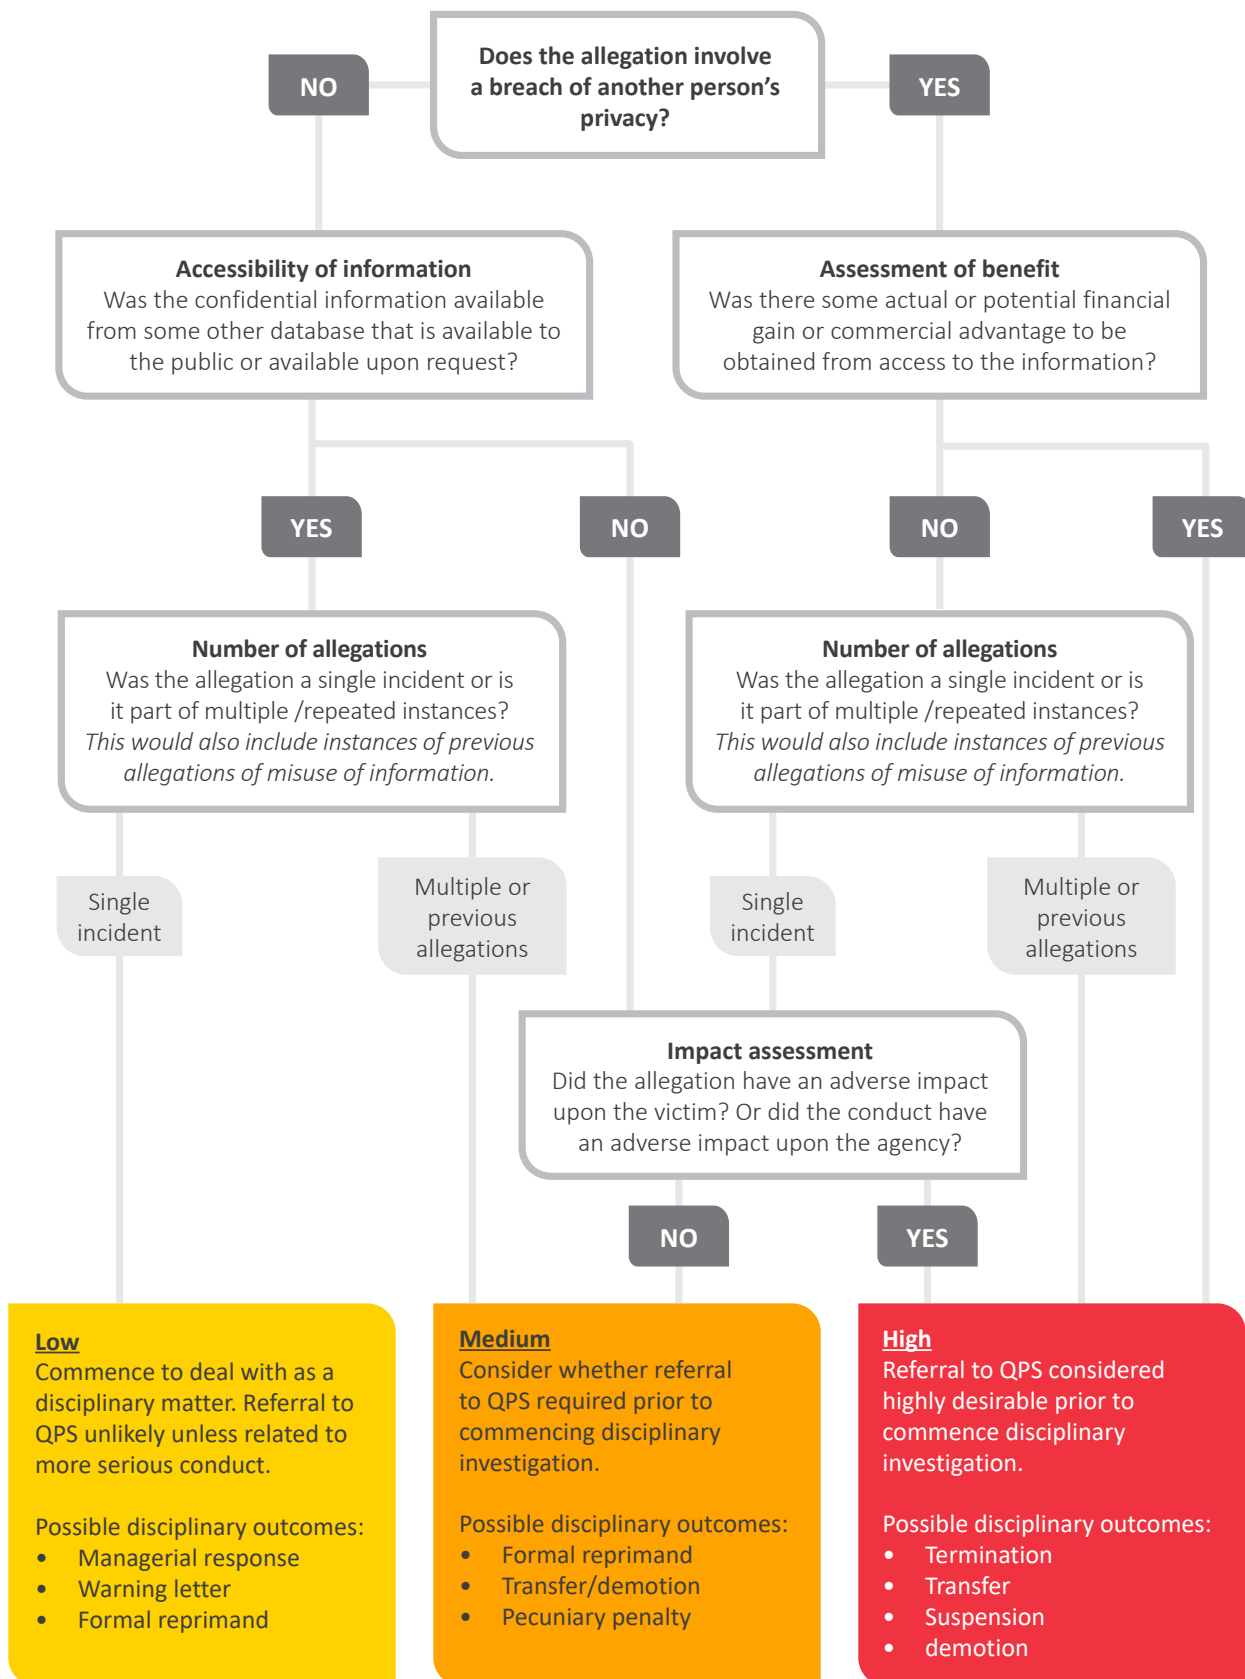 Does the allegation involve
a breach of another person’s
privacy?
NO
YES
Accessibility of information
Was the confidential information available
from some other database that is available to
the public or available upon request?
Assessment of benefit
Was there some actual or potential financial
gain or commercial advantage to be
obtained from access to the information?
YES
NO
NO
YES
Number of allegations
Was the allegation a single incident or is
it part of multiple /repeated instances?
This would also include instances of previous
allegations of misuse of information.
Number of allegations
Was the allegation a single incident or is
it part of multiple /repeated instances?
This would also include instances of previous
allegations of misuse of information.
Single
incident
Multiple or
previous
allegations
Single
incident
Multiple or
previous
allegations
Impact assessment
Did the allegation have an adverse impact
upon the victim? Or did the conduct have
an adverse impact upon the agency?
NO
YES
Low
Commence to deal with as a
disciplinary matter. Referral to
QPS unlikely unless related to
more serious conduct.
Possible disciplinary outcomes:
• Managerial response
• Warning letter
• Formal reprimand
Medium
Consider whether referral
to QPS required prior to
commencing disciplinary
investigation.
Possible disciplinary outcomes:
• Formal reprimand
• Transfer/demotion
• Pecuniary penalty
High
Referral to QPS considered
highly desirable prior to
commence disciplinary
investigation.
Possible disciplinary outcomes:
• Termination
• Transfer
• Suspension
• demotion